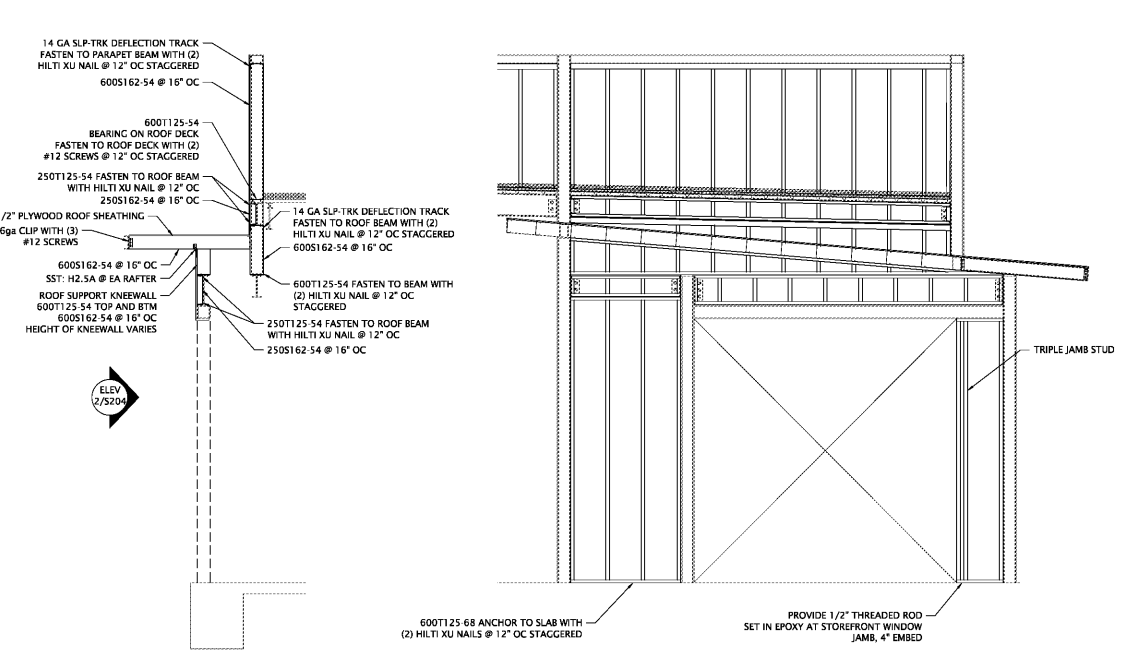 14 GA SLP-TRK DEFLECTION TRACK
FASTEN TO PARAPET BEAM WITH (2)
HILTI XU NAIL @ 12" OC STAGGERED
600S162-54 @ 16" OC
600T125-54
BEARING ON ROOF DECK
FASTEN TO ROOF DECK WITH (2)
#12 SCREWS @ 12" OC STAGGERED
250T125-54 FASTEN TO ROOF BEAM
WITH HILTI XU NAIL @ 12" OC
250S162-54 @ 16" OC
/2" PLYWOOD ROOF SHEATHING
6ga CLIP WITH (3)
#12 SCREWS
600S162-54 @ 16" OC
SST: H2.5A @ EA RAFTER
ROOF SUPPORT KNEEWALL
600T125-54 TOP AND BTM
600S162-54 @ 16" OC
HEIGHT OF KNEEWALL VARIES
14 GA SLP-TRK DEFLECTION TRACK
FASTEN TO ROOF BEAM WITH (2)
HILTI XU NAIL @ 12" OC STAGGERED
600S162-54 @ 16" OC
600T125-54 FASTEN TO BEAM WITH
(2) HILTI XU NAIL @ 12" OC
STAGGERED
250T125-54 FASTEN TO ROOF BEAM
WITH HILTI XU NAIL @ 12" OC
250S162-54 @ 16" OC
ELEV
2/S204
TRIPLE JAMB STUD
600T125-68 ANCHOR TO SLAB WITH
(2) HILTI XU NAILS @ 12" OC STAGGERED
PROVIDE 1/2" THREADED ROD
SET IN EPOXY AT STOREFRONT WINDOW
JAMB, 4" EMBED